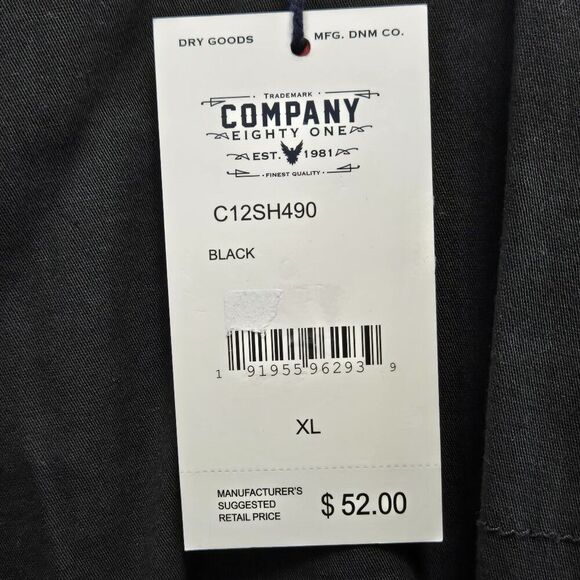 DRY GOODS MFG. DNM CO.
TRADEMARK
COMPANY
EIGHTY ONE
EST. 1981
· FINEST QUALITY ·
C12SH490
BLACK
1 91955 96293 9
XL
MANUFACTURER'S
SUGGESTED
RETAIL PRICE
$ 52.00